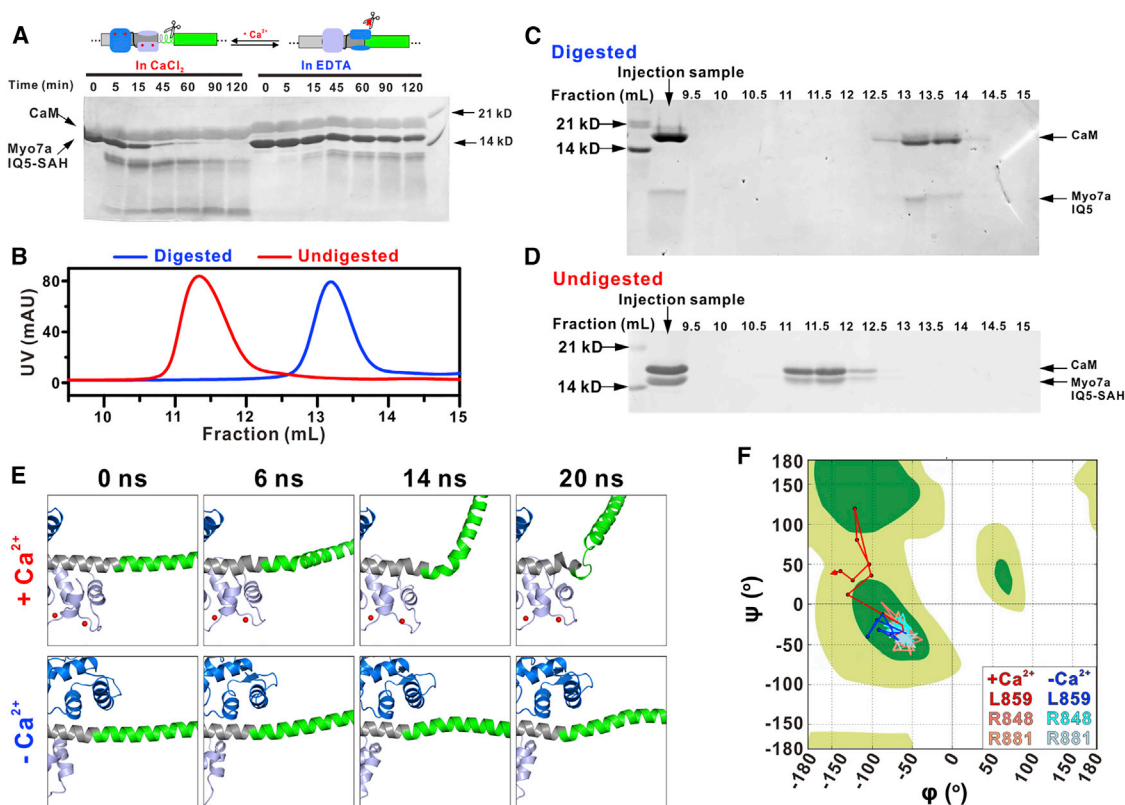 A
+ Ca²⁺
In CaCl₂ In EDTA
Time (min) 0 5 15 45 60 90 120 0 5 15 45 60 90 120
CaM
21 kD
Myo7a
IQ5-SAH
14 kD
B
Digested Undigested
UV (mAU)
80
40
0
10 11 12 13 14 15
Fraction (mL)
C
Digested
Injection sample
Fraction (mL) 9.5 10 10.5 11 11.5 12 12.5 13 13.5 14 14.5 15
21 kD
14 kD
CaM
Myo7a
IQ5
D
Undigested
Injection sample
Fraction (mL) 9.5 10 10.5 11 11.5 12 12.5 13 13.5 14 14.5 15
21 kD
14 kD
CaM
Myo7a
IQ5-SAH
E
0 ns 6 ns 14 ns 20 ns
+ Ca²⁺
- Ca²⁺
F
ψ (°)
180
150
100
50
0
-50
-100
-150
-180
+Ca²⁺ -Ca²⁺
L859 L859
R848 R848
R881 R881
-180 -150 -100 -50 0 50 100 150 180
φ (°)